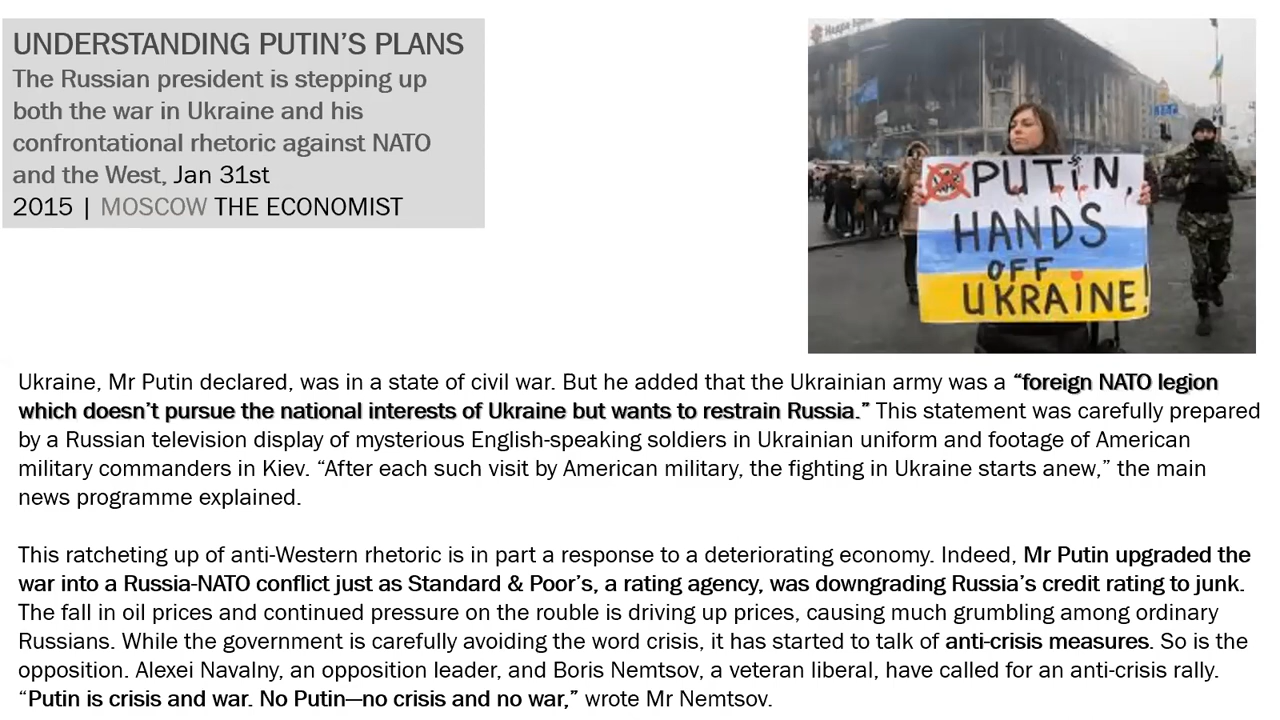 UNDERSTANDING PUTIN’S PLANS
The Russian president is stepping up
both the war in Ukraine and his
confrontational rhetoric against NATO
and the West, Jan 31st
2015 | MOSCOW THE ECONOMIST
PUTiN,
HANDS
OFF
UKRAiNE!
Ukraine, Mr Putin declared, was in a state of civil war. But he added that the Ukrainian army was a “foreign NATO legion
which doesn’t pursue the national interests of Ukraine but wants to restrain Russia.” This statement was carefully prepared
by a Russian television display of mysterious English-speaking soldiers in Ukrainian uniform and footage of American
military commanders in Kiev. “After each such visit by American military, the fighting in Ukraine starts anew,” the main
news programme explained.
This ratcheting up of anti-Western rhetoric is in part a response to a deteriorating economy. Indeed, Mr Putin upgraded the
war into a Russia-NATO conflict just as Standard & Poor’s, a rating agency, was downgrading Russia’s credit rating to junk.
The fall in oil prices and continued pressure on the rouble is driving up prices, causing much grumbling among ordinary
Russians. While the government is carefully avoiding the word crisis, it has started to talk of anti-crisis measures. So is the
opposition. Alexei Navalny, an opposition leader, and Boris Nemtsov, a veteran liberal, have called for an anti-crisis rally.
“Putin is crisis and war. No Putin—no crisis and no war,” wrote Mr Nemtsov.